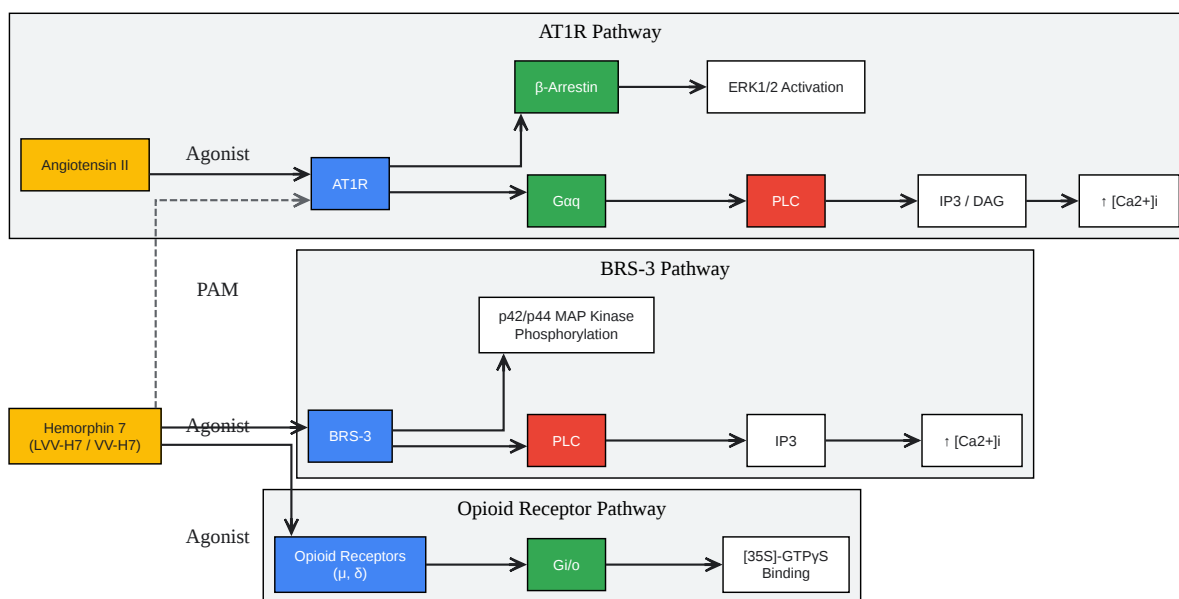 AT1R Pathway
β-Arrestin
ERK1/2 Activation
Angiotensin II
Agonist
AT1R
Gαq
PLC
IP3 / DAG
↑ [Ca2+]i
PAM
BRS-3 Pathway
p42/p44 MAP Kinase
Phosphorylation
Hemorphin 7
(LVV-H7 / VV-H7)
Agonist
BRS-3
PLC
IP3
↑ [Ca2+]i
Opioid Receptor Pathway
Agonist
Opioid Receptors
(μ, δ)
Gi/o
[35S]-GTPγS
Binding